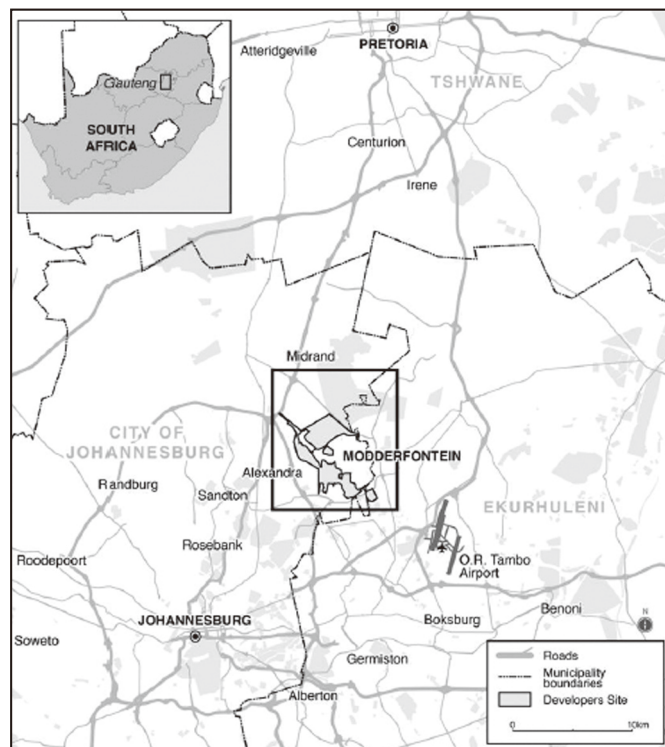 Gauteng
SOUTH
AFRICA
PRETORIA
Atteridgeville
TSHWANE
Centurion
Irene
Midrand
CITY OF
JOHANNESBURG
MODDERFONTEIN
Alexandra
Randburg
Sandton
EKURHULENI
Rosebank
Roodepoort
O.R. Tambo
Airport
Benoni
Boksburg
JOHANNESBURG
N
Soweto
Germiston
Alberton
Roads
Municipality
boundaries
Developers Site
0
10km